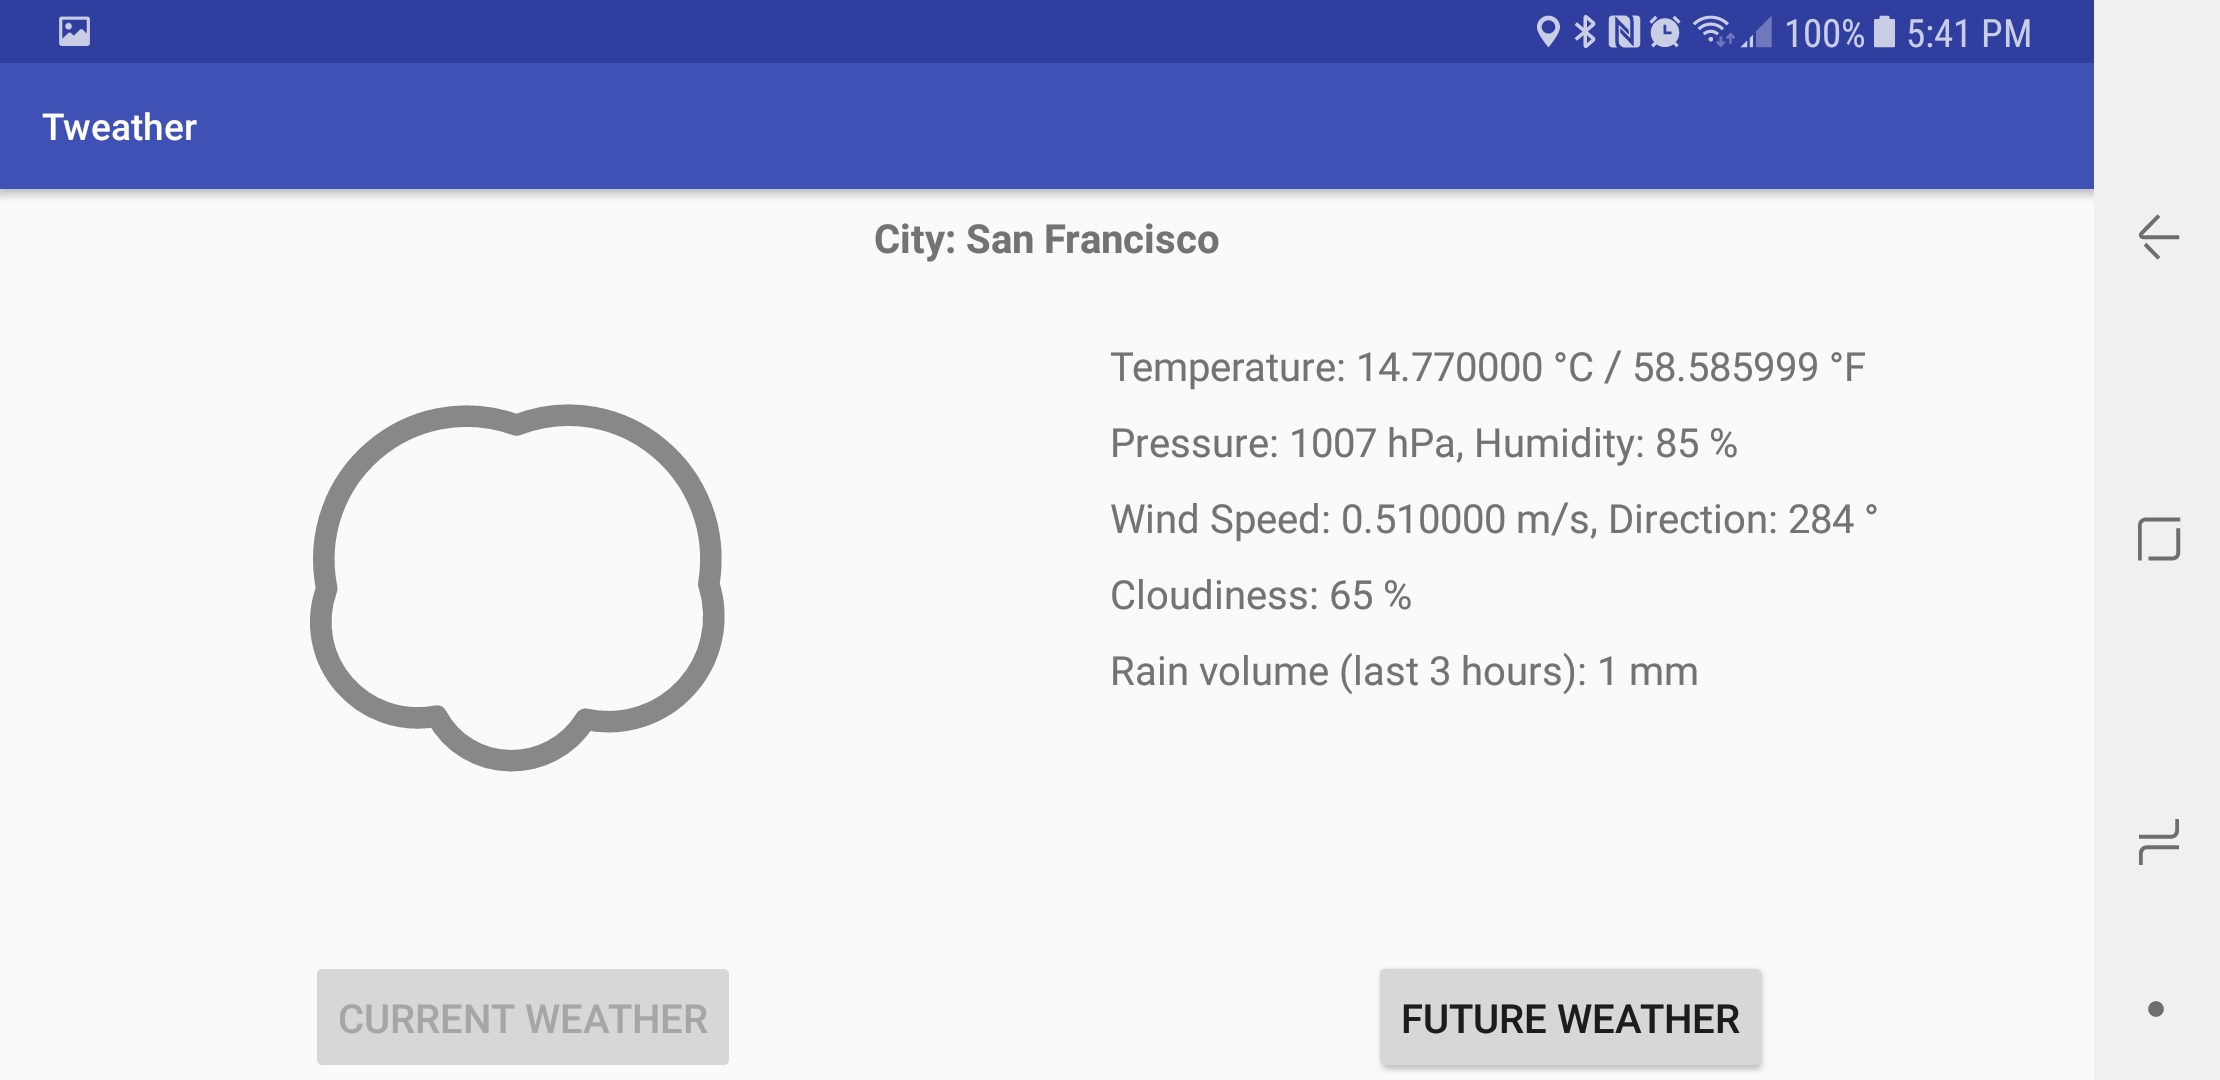 100% 5:41 PM
Tweather
City: San Francisco
Temperature: 14.770000 °C / 58.585999 °F
Pressure: 1007 hPa, Humidity: 85 %
Wind Speed: 0.510000 m/s, Direction: 284 °
Cloudiness: 65 %
Rain volume (last 3 hours): 1 mm
CURRENT WEATHER
FUTURE WEATHER